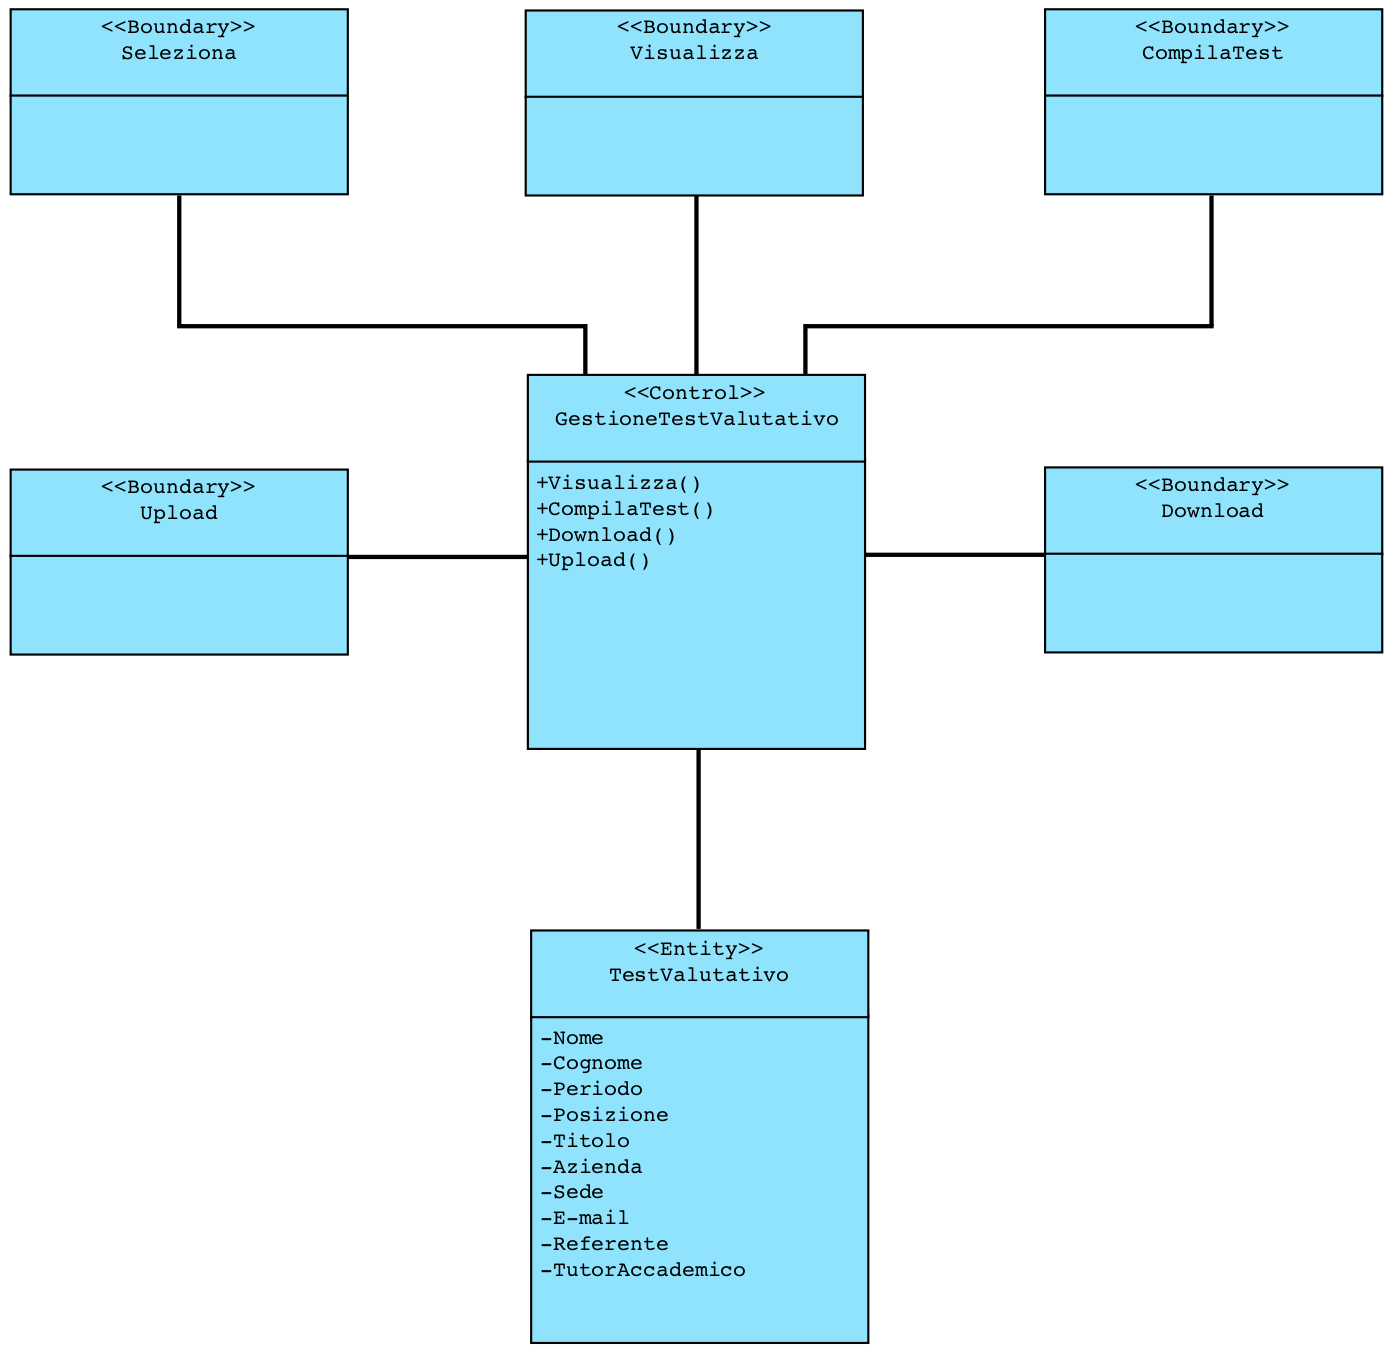 <<Boundary>>
Seleziona
<<Boundary>>
Visualizza
<<Boundary>>
CompilaTest
<<Control>>
GestioneTestValutativo
+Visualizza()
+CompilaTest()
+Download()
+Upload()
<<Boundary>>
Upload
<<Boundary>>
Download
<<Entity>>
TestValutativo
-Nome
-Cognome
-Periodo
-Posizione
-Titolo
-Azienda
-Sede
-E-mail
-Referente
-TutorAccademico